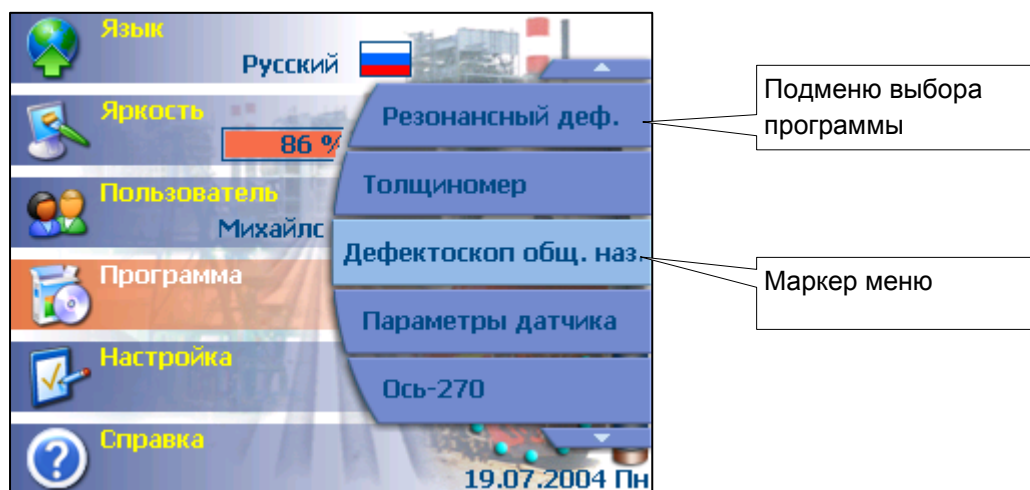 Язык
Русский
Яркость
86 %
Пользователь
Михайлс
Программа
Настройка
Справка
19.07.2004 Пн
Резонансный деф.
Толщиномер
Дефектоскоп общ. наз.
Параметры датчика
Ось-270
Подменю выбора
программы
Маркер меню